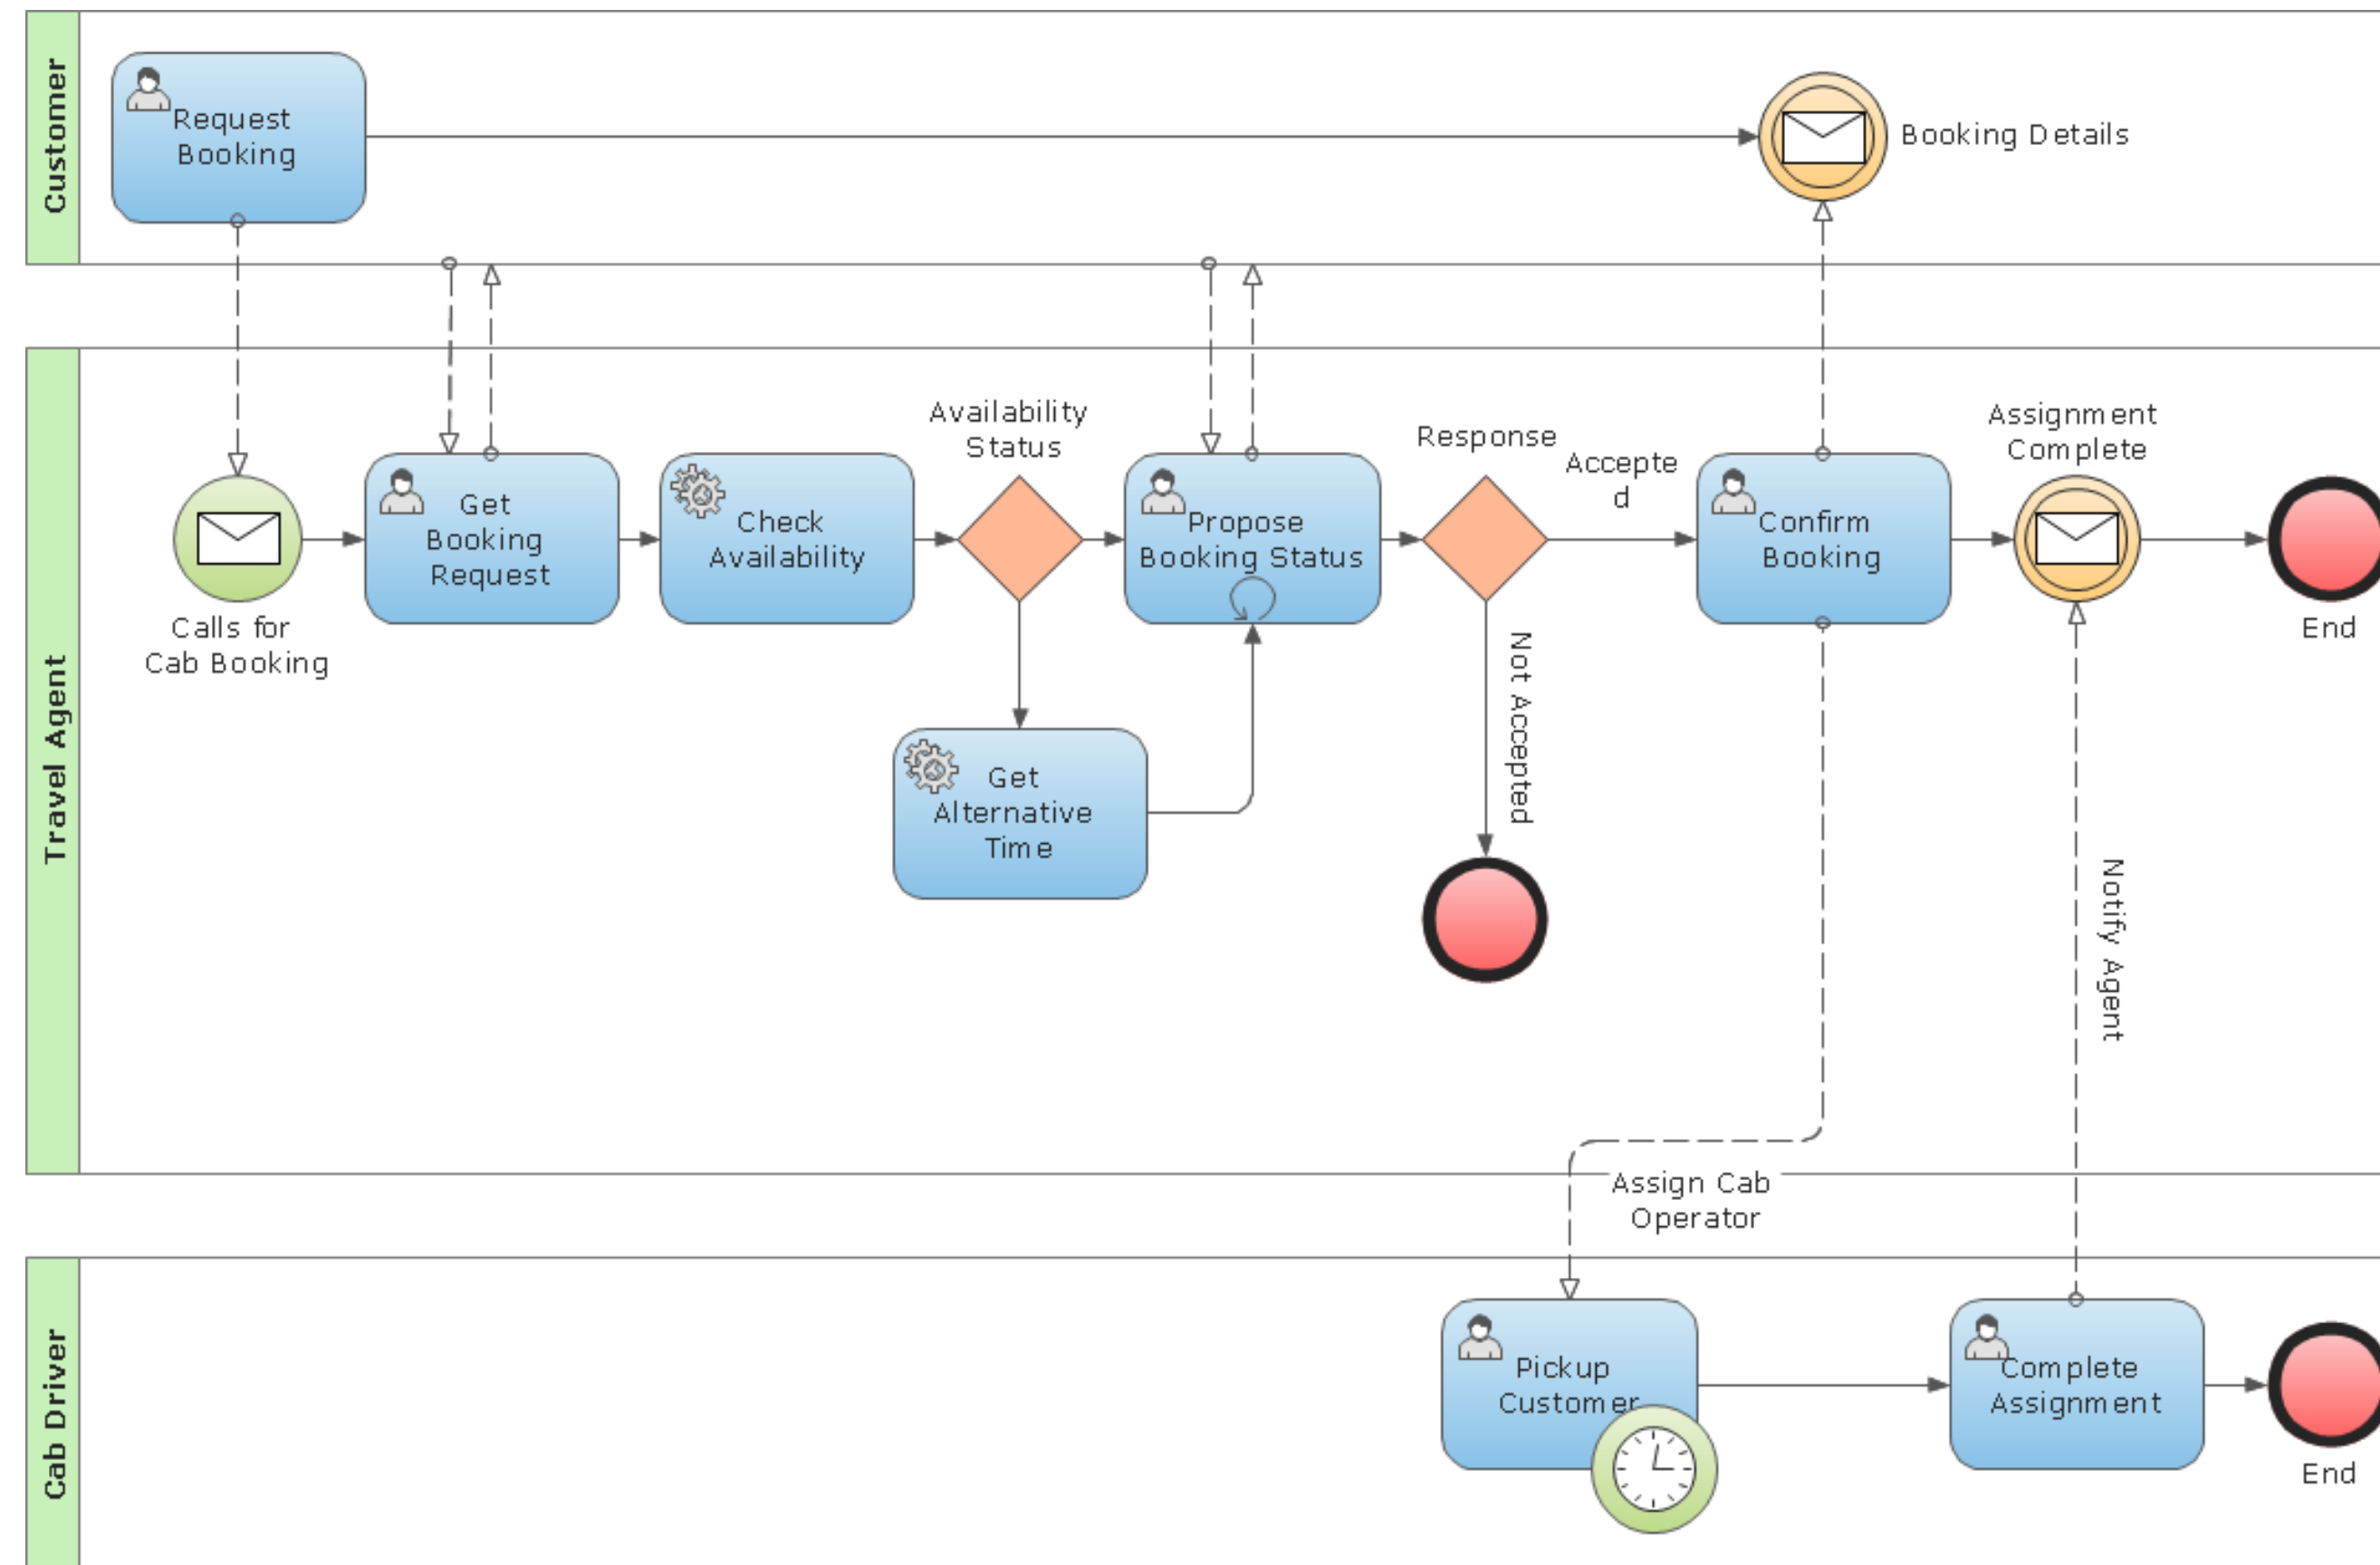 Customer
Request
Booking
Booking Details
Travel Agent
Calls for
Cab Booking
Get
Booking
Request
Check
Availability
Availability
Status
Get
Alternative
Time
Propose
Booking Status
Response
Accepte
d
Not Accepted
Confirm
Booking
Assignment
Complete
End
Notify Agent
Assign Cab
Operator
Cab Driver
Pickup
Customer
Complete
Assignment
End